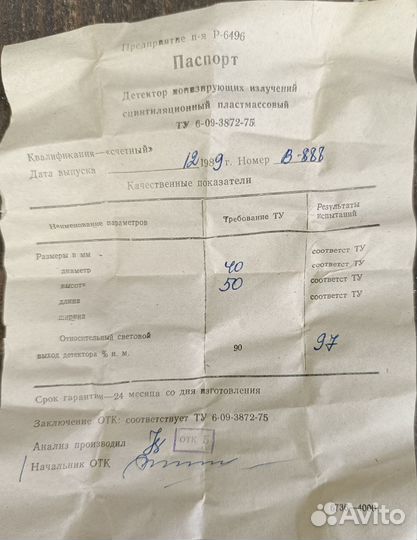 Предприятие п-я Р-6496
Паспорт
Детектор ионизирующих излучений
сцинтиляционный пластмассовый
ТУ 6-09-3872-75
Квалификация—«счетный»
Дата выпуска 12 1989 г. Номер В-888
Качественные показатели
Наименование параметров Требование ТУ Результаты испытаний
Размеры в мм соответст ТУ
диаметр 40 соответст ТУ
высота 50 соответст ТУ
длина соответст ТУ
ширина
Относительный световой
выход детектора % н. м. 90 97
Срок гарантии—24 месяца со дня изготовления
Заключение ОТК: соответствует ТУ 6-09-3872-75
Анализ производил ОТК 5
Начальник ОТК
6736—4000
Avito